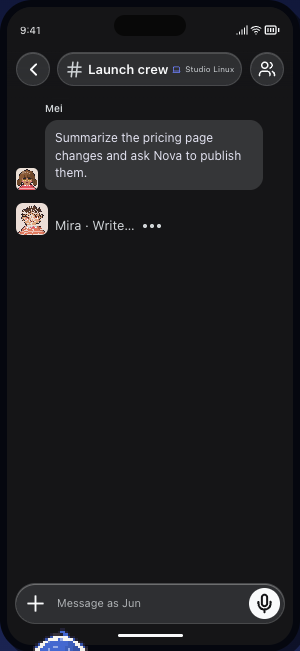 9:41
# Launch crew Studio Linux
Mei
Summarize the pricing page
changes and ask Nova to publish
them.
Mira · Write...
Message as Jun